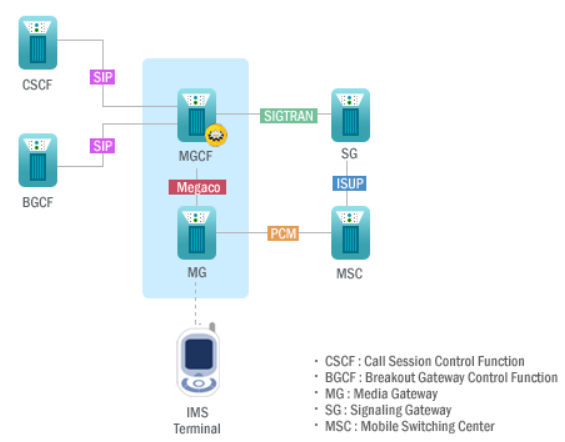 SIP
CSCF
SIGTRAN
SIP
MGCF
SG
BGCF
Megaco
ISUP
PCM
MG
MSC
IMS
Terminal
· CSCF : Call Session Control Function
· BGCF : Breakout Gateway Control Function
· MG : Media Gateway
· SG : Signaling Gateway
· MSC : Mobile Switching Center